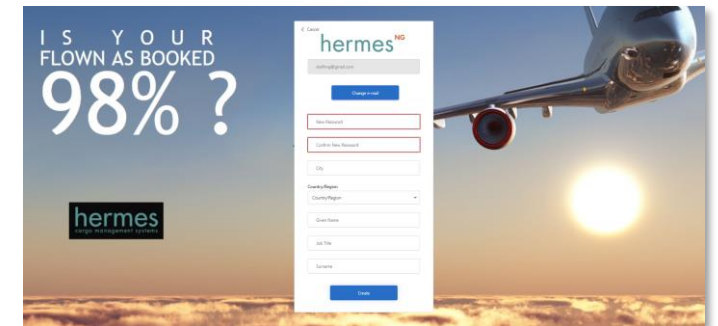 IS YOUR
FLOWN AS BOOKED
98% ?
hermes
cargo management systems
< Cancel
hermes NG
Change e-mail
New Password
Confirm New Password
City
Country/Region
Country/Region
Given Name
Job Title
Surname
Create